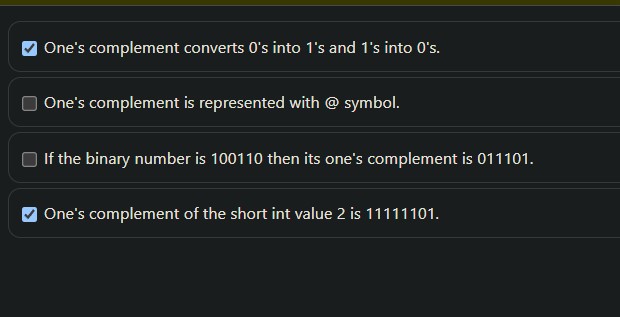 One's complement converts 0's into 1's and 1's into 0's.
One's complement is represented with @ symbol.
If the binary number is 100110 then its one's complement is 011101.
One's complement of the short int value 2 is 11111101.